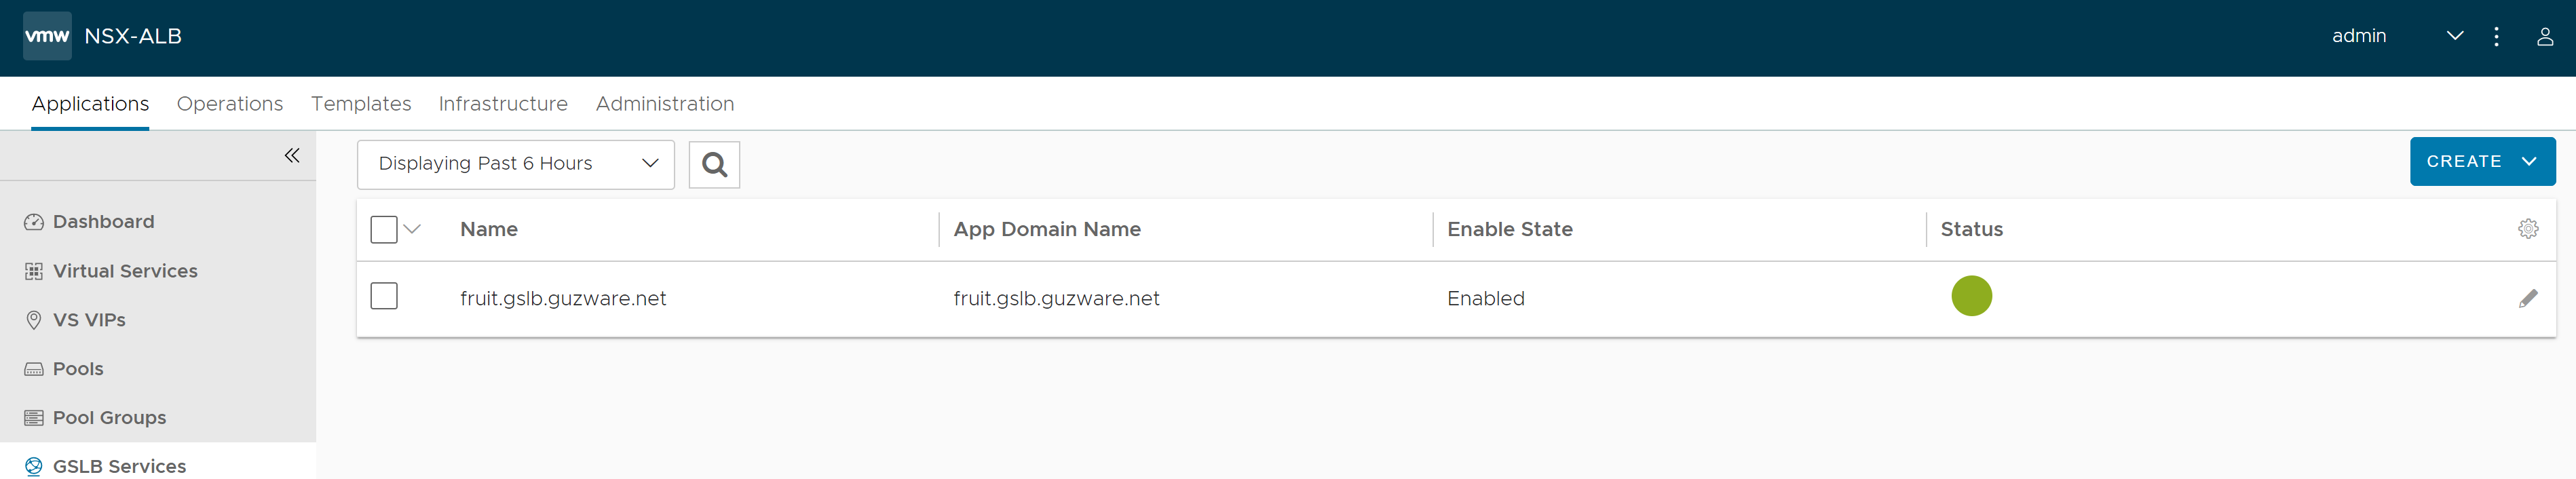 vmw NSX-ALB admin
Applications Operations Templates Infrastructure Administration
Displaying Past 6 Hours CREATE
Dashboard
Virtual Services
VS VIPs
Pools
Pool Groups
GSLB Services
Name App Domain Name Enable State Status
fruit.gslb.guzware.net fruit.gslb.guzware.net Enabled